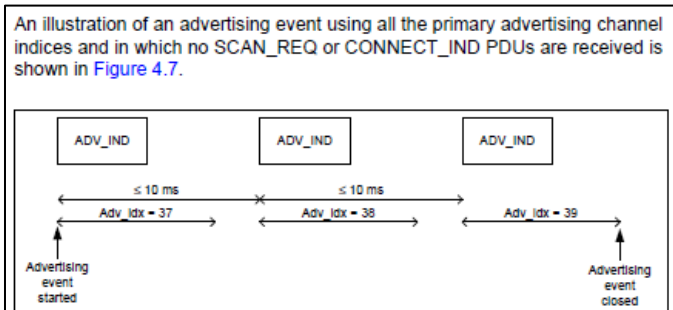 An illustration of an advertising event using all the primary advertising channel
indices and in which no SCAN_REQ or CONNECT_IND PDUs are received is
shown in Figure 4.7.
ADV_IND
ADV_IND
ADV_IND
≤ 10 ms
≤ 10 ms
Adv_idx = 37
Adv_idx = 38
Adv_idx = 39
Advertising
event
started
Advertising
event
closed